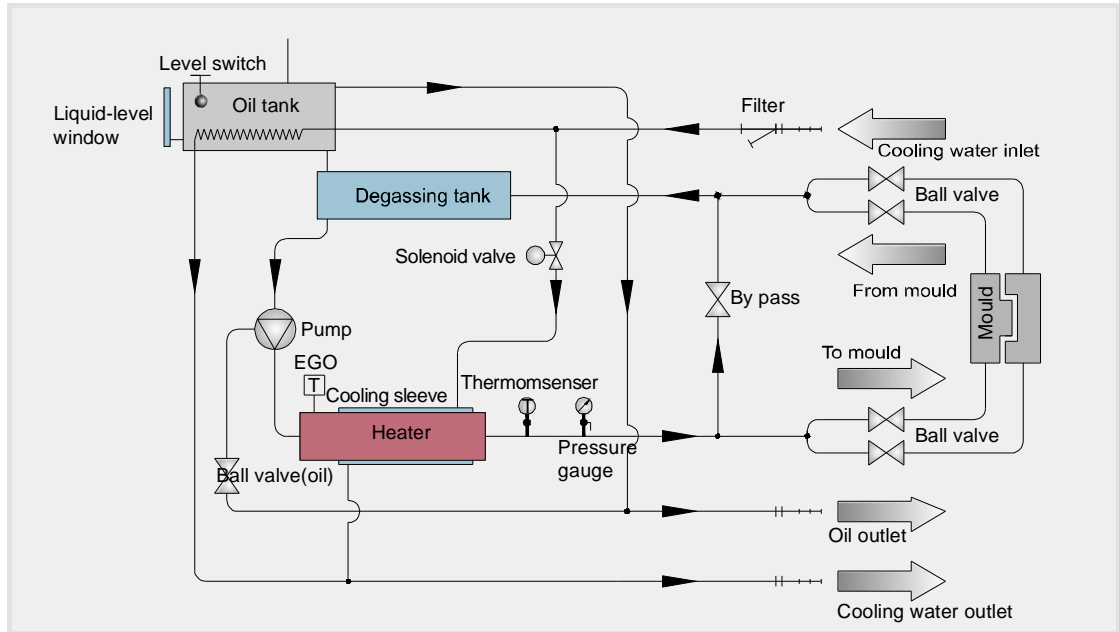 Level switch
Oil tank
Liquid-level
window
Filter
Cooling water inlet
Degassing tank
Ball valve
Solenoid valve
From mould
By pass
Mould
Pump
To mould
EGO
T
Thermomsenser
T
Cooling sleeve
Heater
Pressure
gauge
Ball valve
Ball valve(oil)
Oil outlet
Cooling water outlet